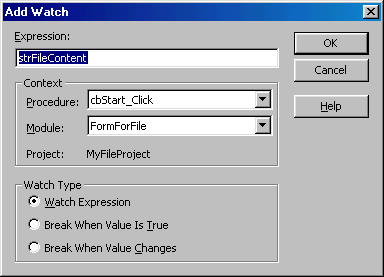 Add Watch
Expression:
strFileContent
OK
Cancel
Help
Context
Procedure: cbStart_Click
Module: FormForFile
Project: MyFileProject
Watch Type
Watch Expression
Break When Value Is True
Break When Value Changes